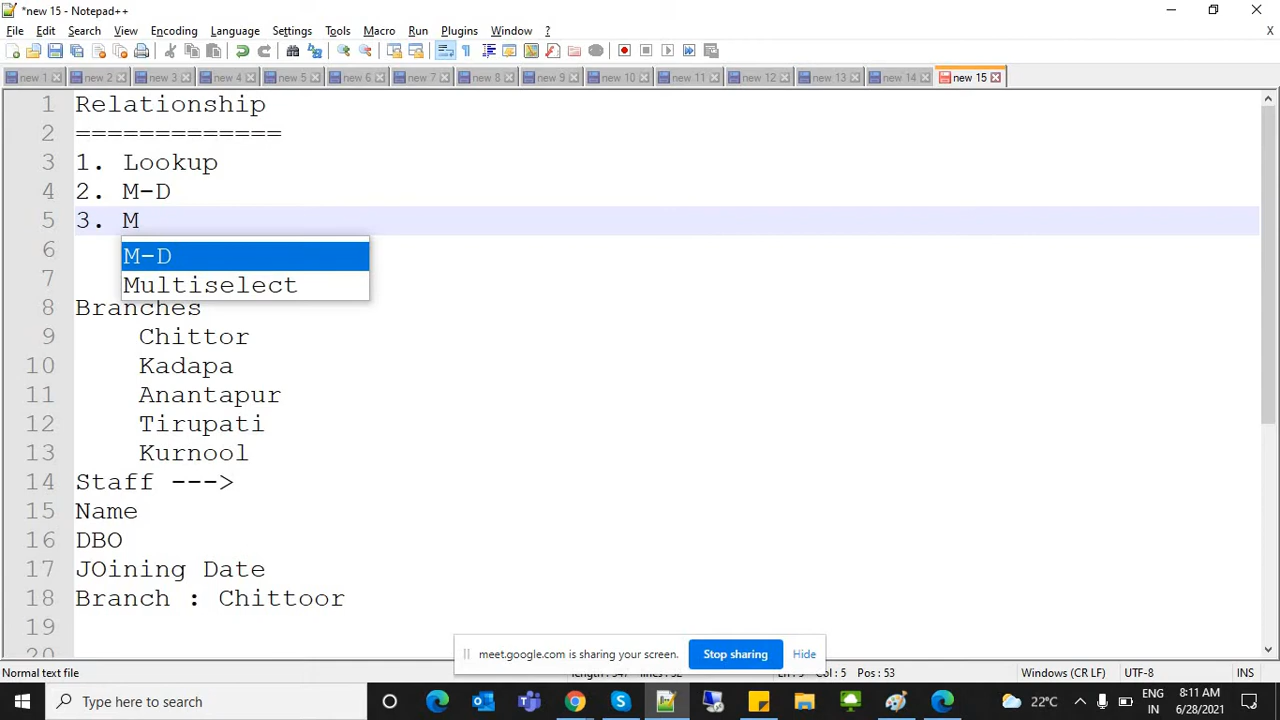 *new 15 - Notepad++
File Edit Search View Encoding Language Settings Tools Macro Run Plugins Window ? X
new 1 new 2 new 3 new 4 new 5 new 6 new 7 new 8 new 9 new 10 new 11 new 12 new 13 new 14 new 15
1 Relationship
2 =============
3 1. Lookup
4 2. M-D
5 3. M
6 M-D
7 Multiselect
8 Branches
9 Chittor
10 Kadapa
11 Anantapur
12 Tirupati
13 Kurnool
14 Staff --->
15 Name
16 DBO
17 JOining Date
18 Branch : Chittoor
19
20
meet.google.com is sharing your screen. Stop sharing Hide
Normal text file Col : 5 Pos : 53 Windows (CR LF) UTF-8 INS
Type here to search 22°C ENG 8:11 AM
IN 6/28/2021